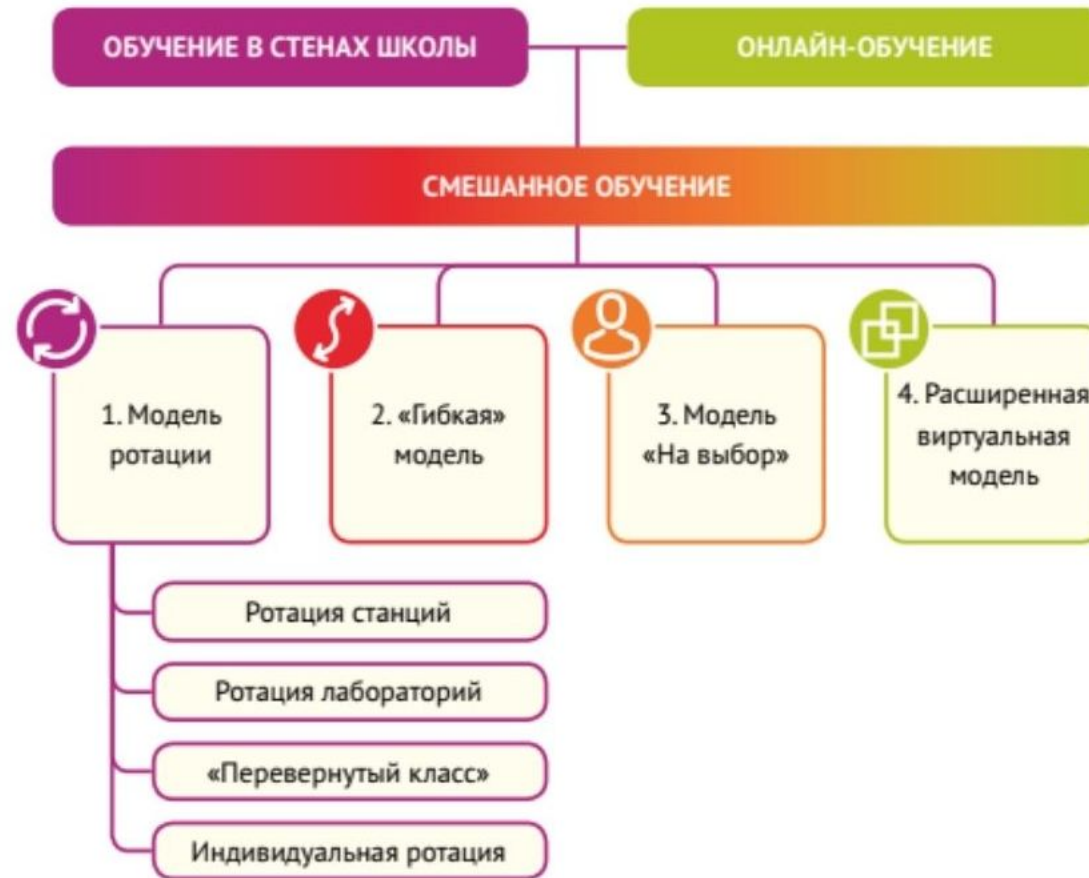 ОБУЧЕНИЕ В СТЕНАХ ШКОЛЫ
ОНЛАЙН-ОБУЧЕНИЕ
СМЕШАННОЕ ОБУЧЕНИЕ
1. Модель
ротации
2. «Гибкая»
модель
3. Модель
«На выбор»
4. Расширенная
виртуальная
модель
Ротация станций
Ротация лабораторий
«Перевернутый класс»
Индивидуальная ротация